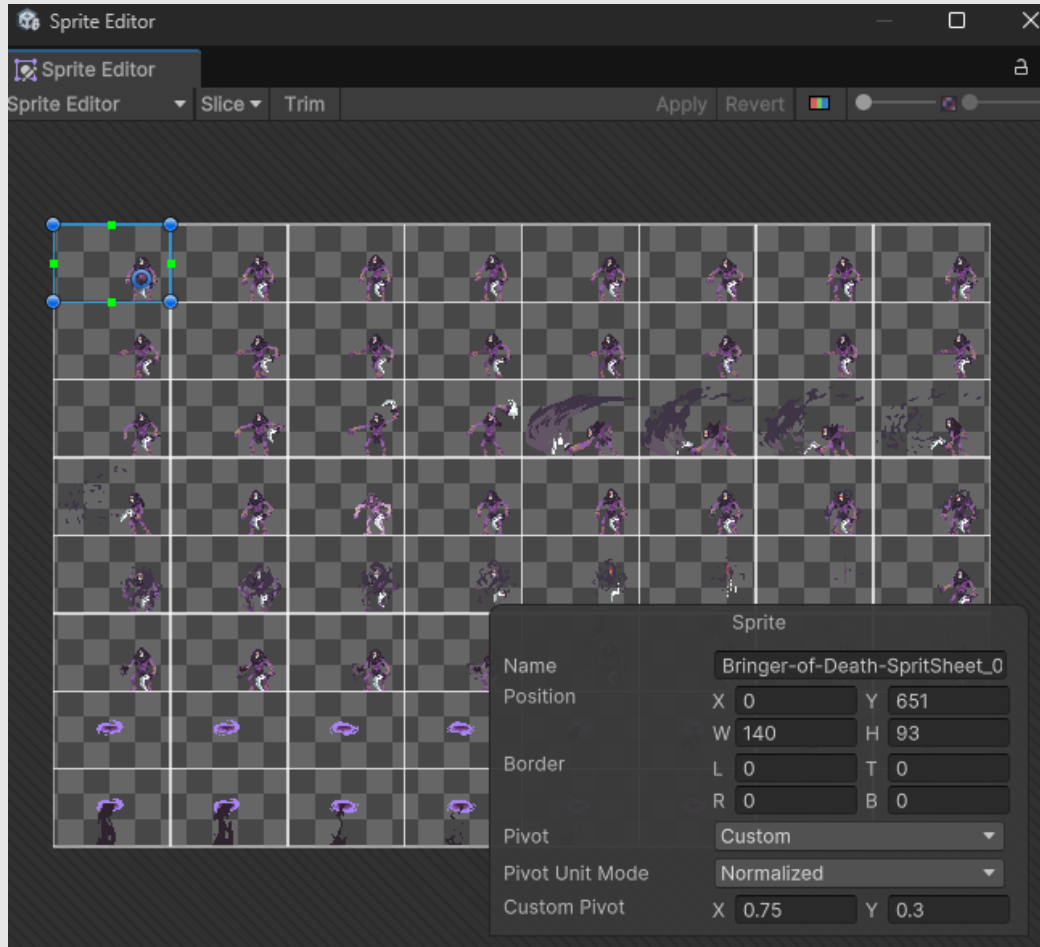 Sprite Editor
Sprite Editor
Sprite Editor Slice Trim Apply Revert
Sprite
Name Bringer-of-Death-SpritSheet_0
Position X 0 Y 651
W 140 H 93
Border L 0 T 0
R 0 B 0
Pivot Custom
Pivot Unit Mode Normalized
Custom Pivot X 0.75 Y 0.3